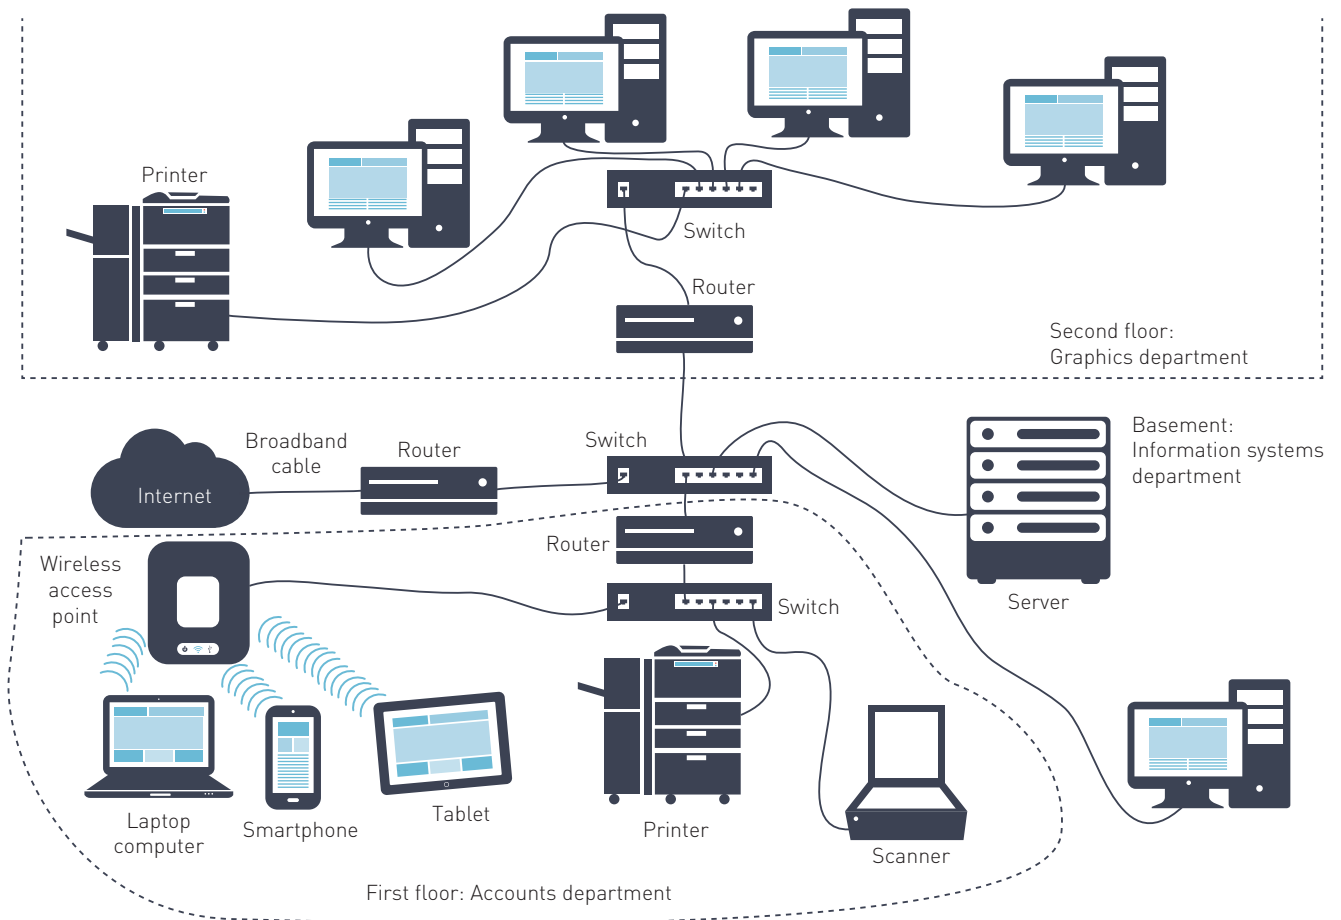 Printer
Switch
Router
Second floor:
Graphics department
Broadband
cable
Router
Switch
Basement:
Information systems
department
Internet
Wireless
access
point
Router
Switch
Server
Laptop
computer
Smartphone
Tablet
Printer
Scanner
First floor: Accounts department